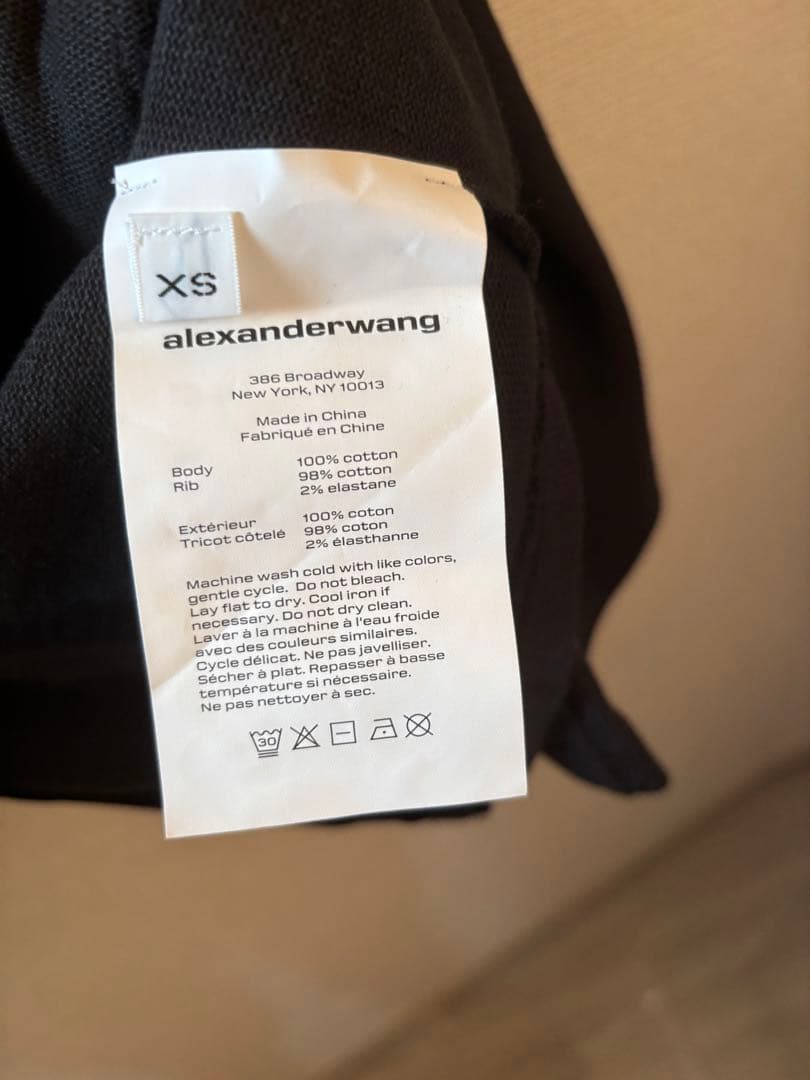 XS
alexanderwang
386 Broadway
New York, NY 10013
Made in China
Fabriqué en Chine
Body 100% cotton
Rib 98% cotton
2% elastane
Extérieur 100% coton
Tricot côtelé 98% coton
2% élasthanne
Machine wash cold with like colors,
gentle cycle. Do not bleach.
Lay flat to dry. Cool iron if
necessary. Do not dry clean.
Laver à la machine à l'eau froide
avec des couleurs similaires.
Cycle délicat. Ne pas javelliser.
Sécher à plat. Repasser à basse
température si nécessaire.
Ne pas nettoyer à sec.
30